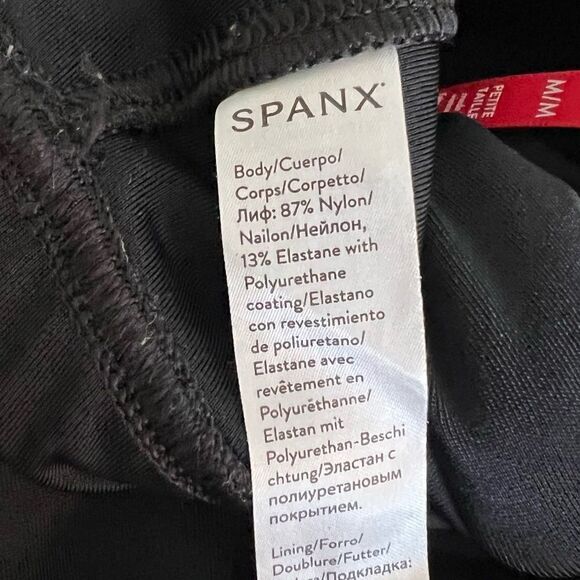 SPANX
Body/Cuerpo/
Corps/Corpetto/
Лиф: 87% Nylon/
Nailon/Нейлон,
13% Elastane with
Polyurethane
coating/Elastano
con revestimiento
de poliuretano/
Elastane avec
revêtement en
Polyuréthanne/
Elastan mit
Polyurethan-Beschi
chtung/Эластан с
полиуретановым
покрытием.
Lining/Forro/
Doublure/Futter/
Подкладка:
M/M
PETITE
TAILLE